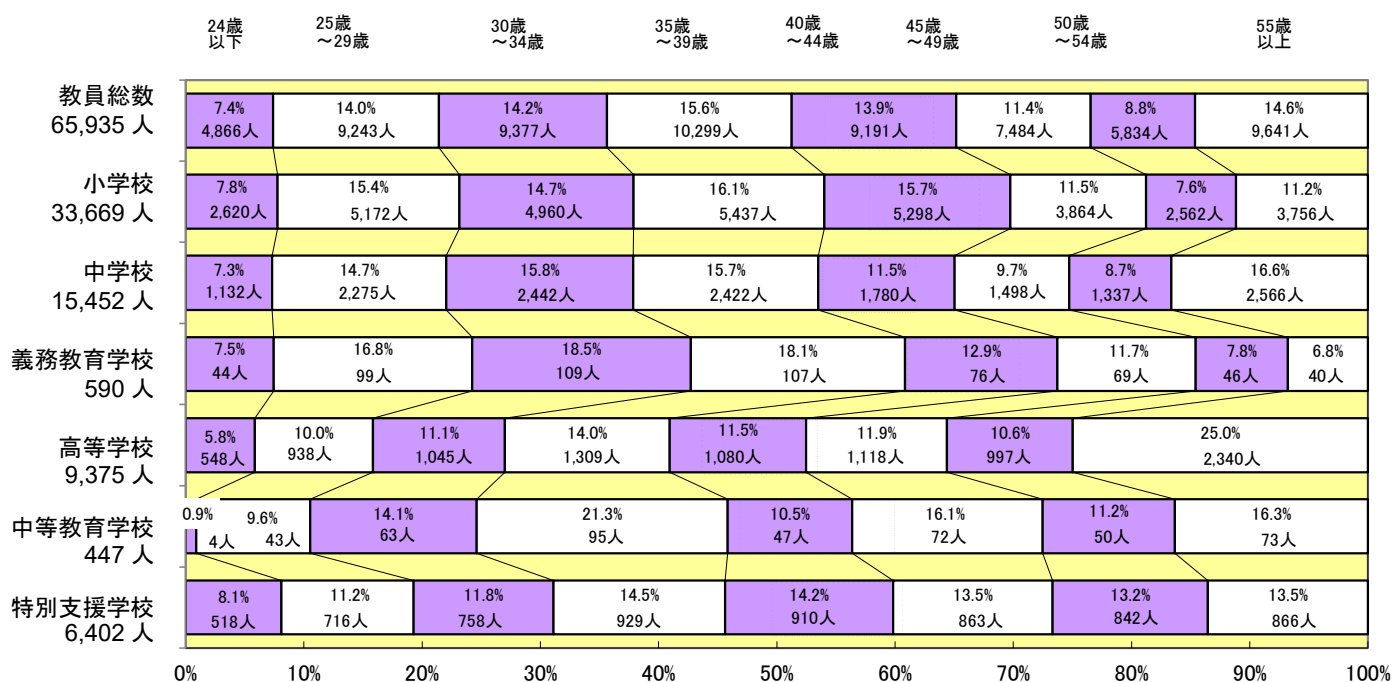 24歳
以下
25歳
～29歳
30歳
～34歳
35歳
～39歳
40歳
～44歳
45歳
～49歳
50歳
～54歳
55歳
以上
教員総数
65,935 人
7.4% 14.0% 14.2% 15.6% 13.9% 11.4% 8.8% 14.6%
4,866人 9,243人 9,377人 10,299人 9,191人 7,484人 5,834人 9,641人
小学校
33,669 人
7.8% 15.4% 14.7% 16.1% 15.7% 11.5% 7.6% 11.2%
2,620人 5,172人 4,960人 5,437人 5,298人 3,864人 2,562人 3,756人
中学校
15,452 人
7.3% 14.7% 15.8% 15.7% 11.5% 9.7% 8.7% 16.6%
1,132人 2,275人 2,442人 2,422人 1,780人 1,498人 1,337人 2,566人
義務教育学校
590 人
7.5% 16.8% 18.5% 18.1% 12.9% 11.7% 7.8% 6.8%
44人 99人 109人 107人 76人 69人 46人 40人
高等学校
9,375 人
5.8% 10.0% 11.1% 14.0% 11.5% 11.9% 10.6% 25.0%
548人 938人 1,045人 1,309人 1,080人 1,118人 997人 2,340人
中等教育学校
447 人
0.9% 9.6% 14.1% 21.3% 10.5% 16.1% 11.2% 16.3%
4人 43人 63人 95人 47人 72人 50人 73人
特別支援学校
6,402 人
8.1% 11.2% 11.8% 14.5% 14.2% 13.5% 13.2% 13.5%
518人 716人 758人 929人 910人 863人 842人 866人
0% 10% 20% 30% 40% 50% 60% 70% 80% 90% 100%